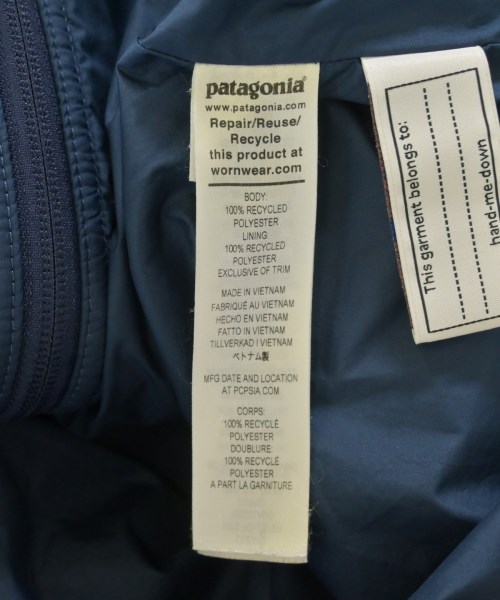 patagonia®
www.patagonia.com
Repair/Reuse/
Recycle
this product at
wornwear.com
BODY:
100% RECYCLED
POLYESTER
LINING
100% RECYCLED
POLYESTER
EXCLUSIVE OF TRIM
MADE IN VIETNAM
FABRIQUÉ AU VIETNAM
HECHO EN VIETNAM
FATTO IN VIETNAM
TILLVERKAD I VIETNAM
ベトナム製
MFG DATE AND LOCATION
AT PCPSIA.COM
CORPS:
100% RECYCLÉ
POLYESTER
DOUBLURE:
100% RECYCLÉ
POLYESTER
A PART LA GARNITURE
This garment belongs to:
hand-me-down